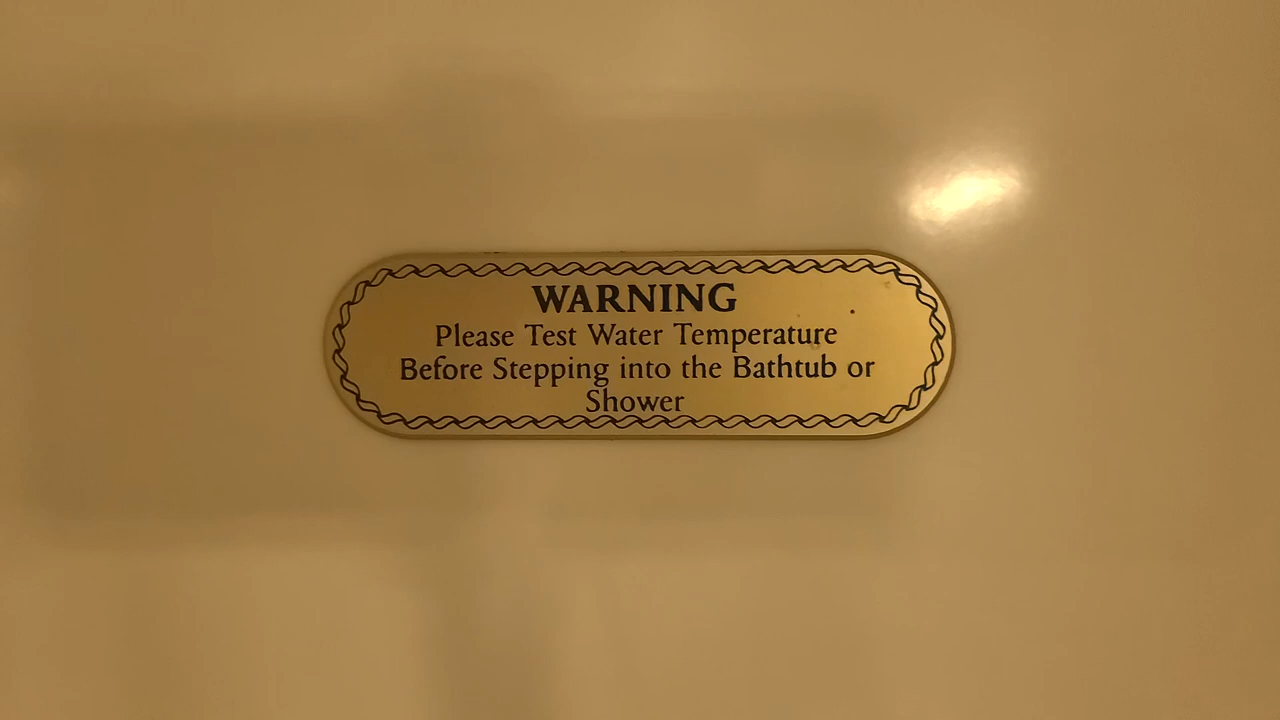 WARNING
Please Test Water Temperature
Before Stepping into the Bathtub or
Shower